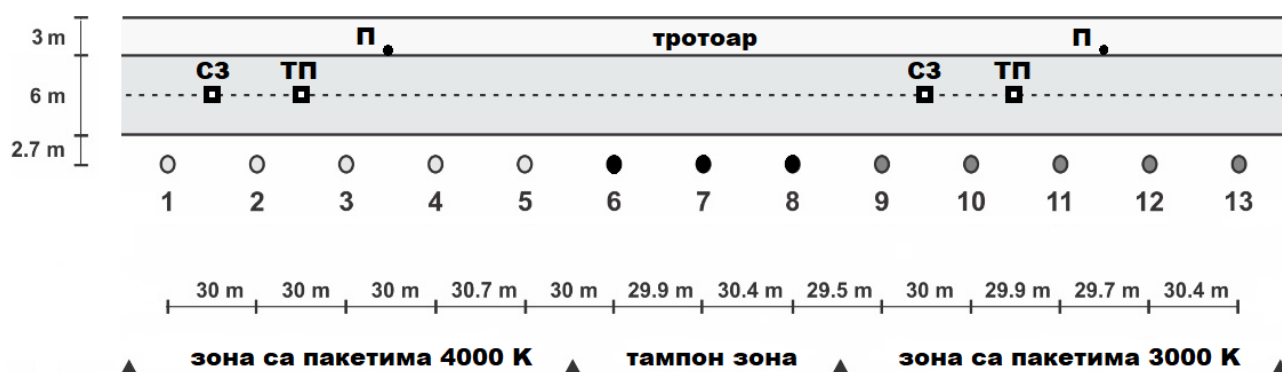 3 m
П
тротоар
П
СЗ ТП
СЗ ТП
6 m
2.7 m
1 2 3 4 5 6 7 8 9 10 11 12 13
30 m 30 m 30 m 30.7 m 30 m 29.9 m 30.4 m 29.5 m 30 m 29.9 m 29.7 m 30.4 m
зона са пакетима 4000 К тампон зона зона са пакетима 3000 К